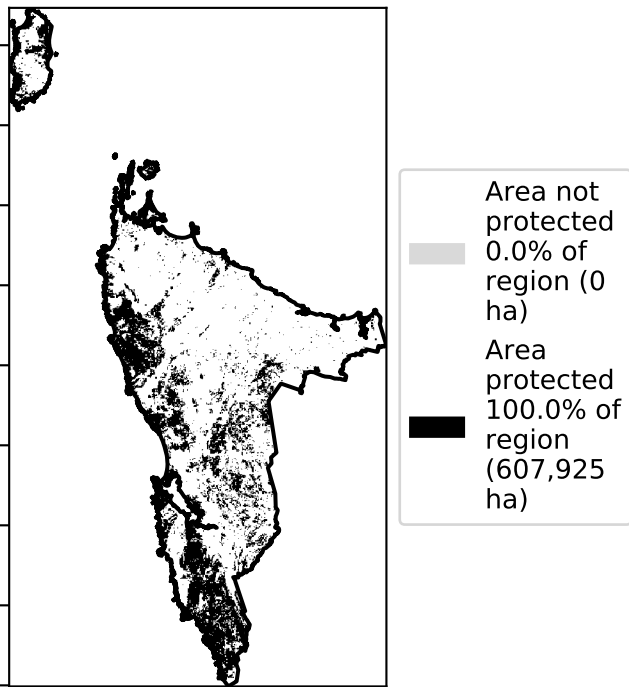 Area not
protected
0.0% of
region (0
ha)
Area
protected
100.0% of
region
(607,925
ha)